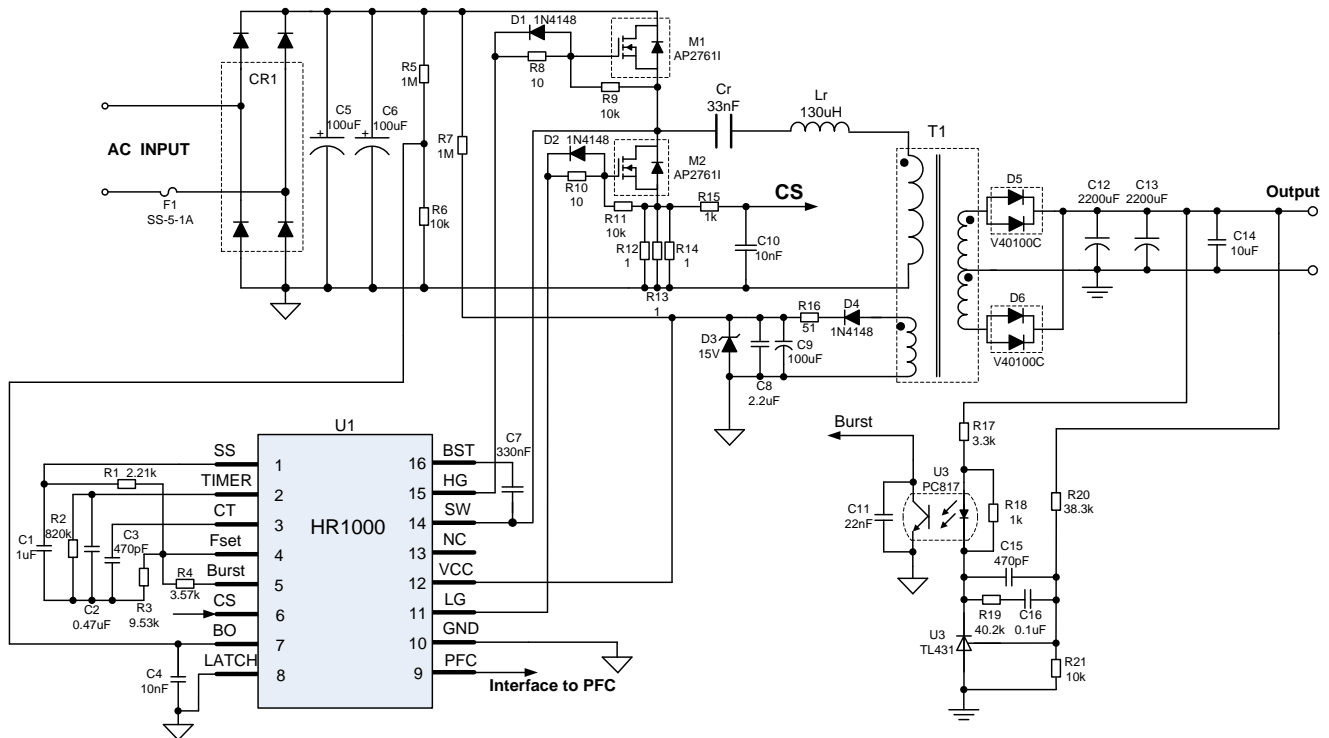 D1 1N4148
M1
AP2761I
R8
10
CR1
R5
1M
R9
10k
Cr
33nF
Lr
130uH
C5
100uF
C6
100uF
+
+
T1
R7
1M
D2 1N4148
AC INPUT
M2
AP2761I
D5
C12
2200uF
C13
2200uF
R10
10
CS
Output
F1
SS-5-1A
R15
1k
R6
10k
R11
10k
V40100C
C14
10uF
R12
1
R14
1
C10
10nF
R13
1
R16
51
D4
1N4148
D6
D3
15V
C9
100uF
V40100C
C8
2.2uF
Burst
R17
3.3k
U1
C7
330nF
SS
1
16
BST
R1 2.21k
U3
PC817
TIMER
2
15
HG
R20
38.3k
R2
820k
CT
3
HR1000
14
SW
C11
22nF
R18
1k
C1
1uF
C3
470pF
Fset
4
13
NC
C15
470pF
R4
3.57k
Burst
5
12
VCC
C2
0.47uF
R3
9.53k
CS
6
11
LG
R19
40.2k
C16
0.1uF
BO
7
10
GND
U3
TL431
LATCH
8
9
PFC
R21
10k
C4
10nF
Interface to PFC